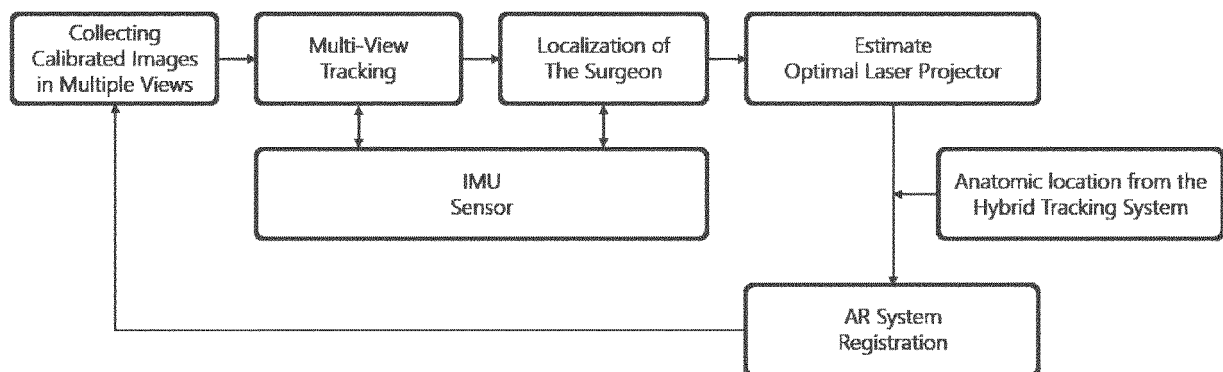 Collecting
Calibrated Images
in Multiple Views
Multi-View
Tracking
Localization of
The Surgeon
Estimate
Optimal Laser Projector
IMU
Sensor
Anatomic location from the
Hybrid Tracking System
AR System
Registration